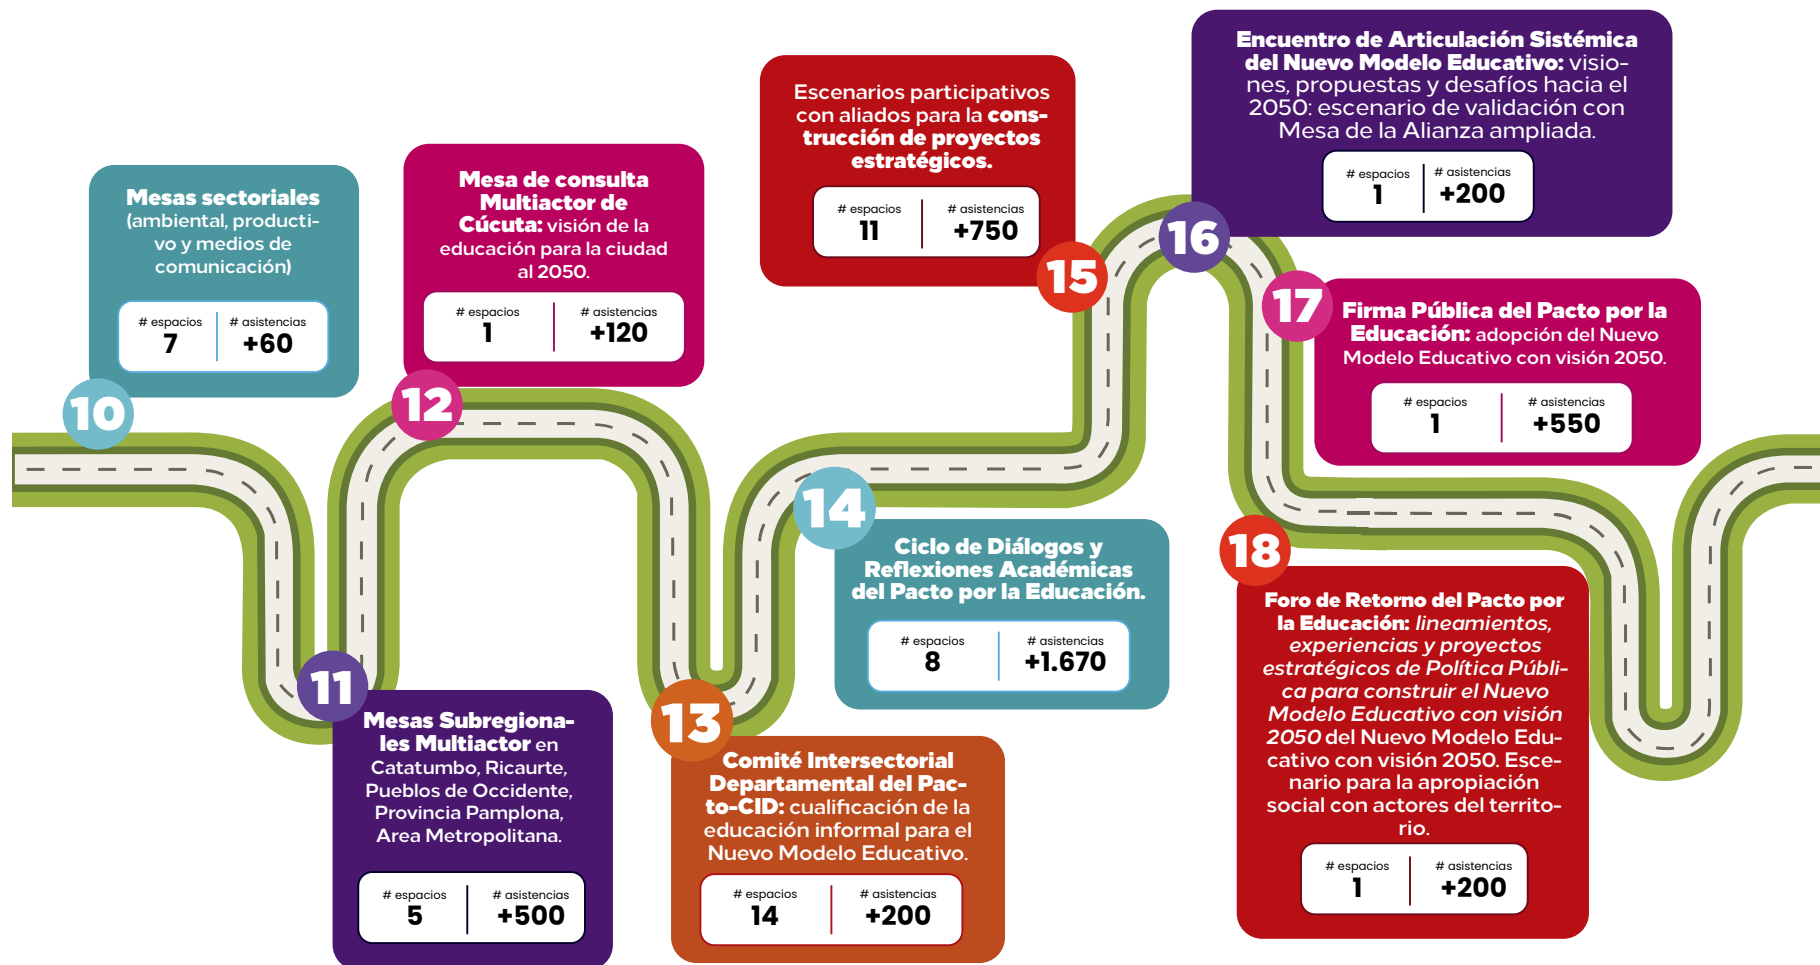 10
Mesas sectoriales
(ambiental, producti-
vo y medios de
comunicación)
# espacios
7
# asistencias
+60
11
Mesas Subregiona-
les Multiactor en
Catatumbo, Ricaurte,
Pueblos de Occidente,
Provincia Pamplona,
Area Metropolitana.
# espacios
5
# asistencias
+500
12
Mesa de consulta
Multiactor de
Cúcuta: visión de la
educación para la ciudad
al 2050.
# espacios
1
# asistencias
+120
13
Comité Intersectorial
Departamental del Pac-
to-CID: cualificación de la
educación informal para el
Nuevo Modelo Educativo.
# espacios
14
# asistencias
+200
14
Ciclo de Diálogos y
Reflexiones Académicas
del Pacto por la Educación.
# espacios
8
# asistencias
+1.670
15
Escenarios participativos
con aliados para la cons-
trucción de proyectos
estratégicos.
# espacios
11
# asistencias
+750
16
Encuentro de Articulación Sistémica
del Nuevo Modelo Educativo: visio-
nes, propuestas y desafíos hacia el
2050: escenario de validación con
Mesa de la Alianza ampliada.
# espacios
1
# asistencias
+200
17
Firma Pública del Pacto por la
Educación: adopción del Nuevo
Modelo Educativo con visión 2050.
# espacios
1
# asistencias
+550
18
Foro de Retorno del Pacto por
la Educación: lineamientos,
experiencias y proyectos
estratégicos de Política Públi-
ca para construir el Nuevo
Modelo Educativo con visión
2050 del Nuevo Modelo Edu-
cativo con visión 2050. Esce-
nario para la apropiación
social con actores del territo-
rio.
# espacios
1
# asistencias
+200